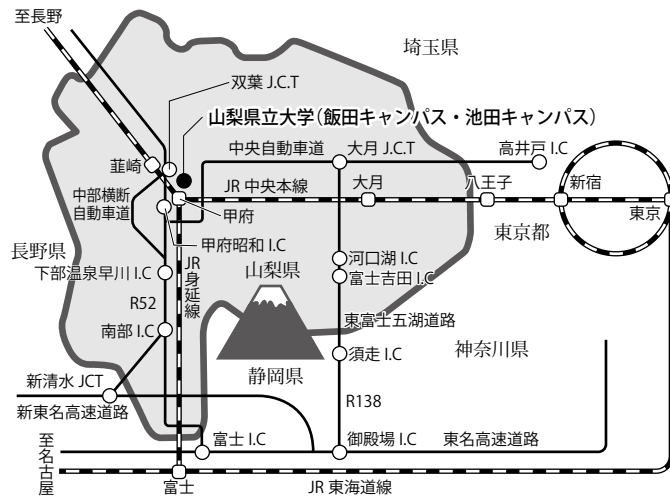 至長野
埼玉県
双葉 J.C.T
山梨県立大学（飯田キャンパス・池田キャンパス）
中央自動車道
大月 J.C.T
高井戸 I.C
韮崎
中部横断
自動車道
JR 中央本線
大月
八王子
新宿
東京
甲府
東京都
長野県
甲府昭和 I.C
下部温泉早川 I.C
JR身延線
山梨県
河口湖 I.C
富士吉田 I.C
R52
南部 I.C
東富士五湖道路
静岡県
須走 I.C
神奈川県
新清水 JCT
新東名高速道路
R138
至名古屋
富士 I.C
御殿場 I.C
東名高速道路
富士
JR 東海道線